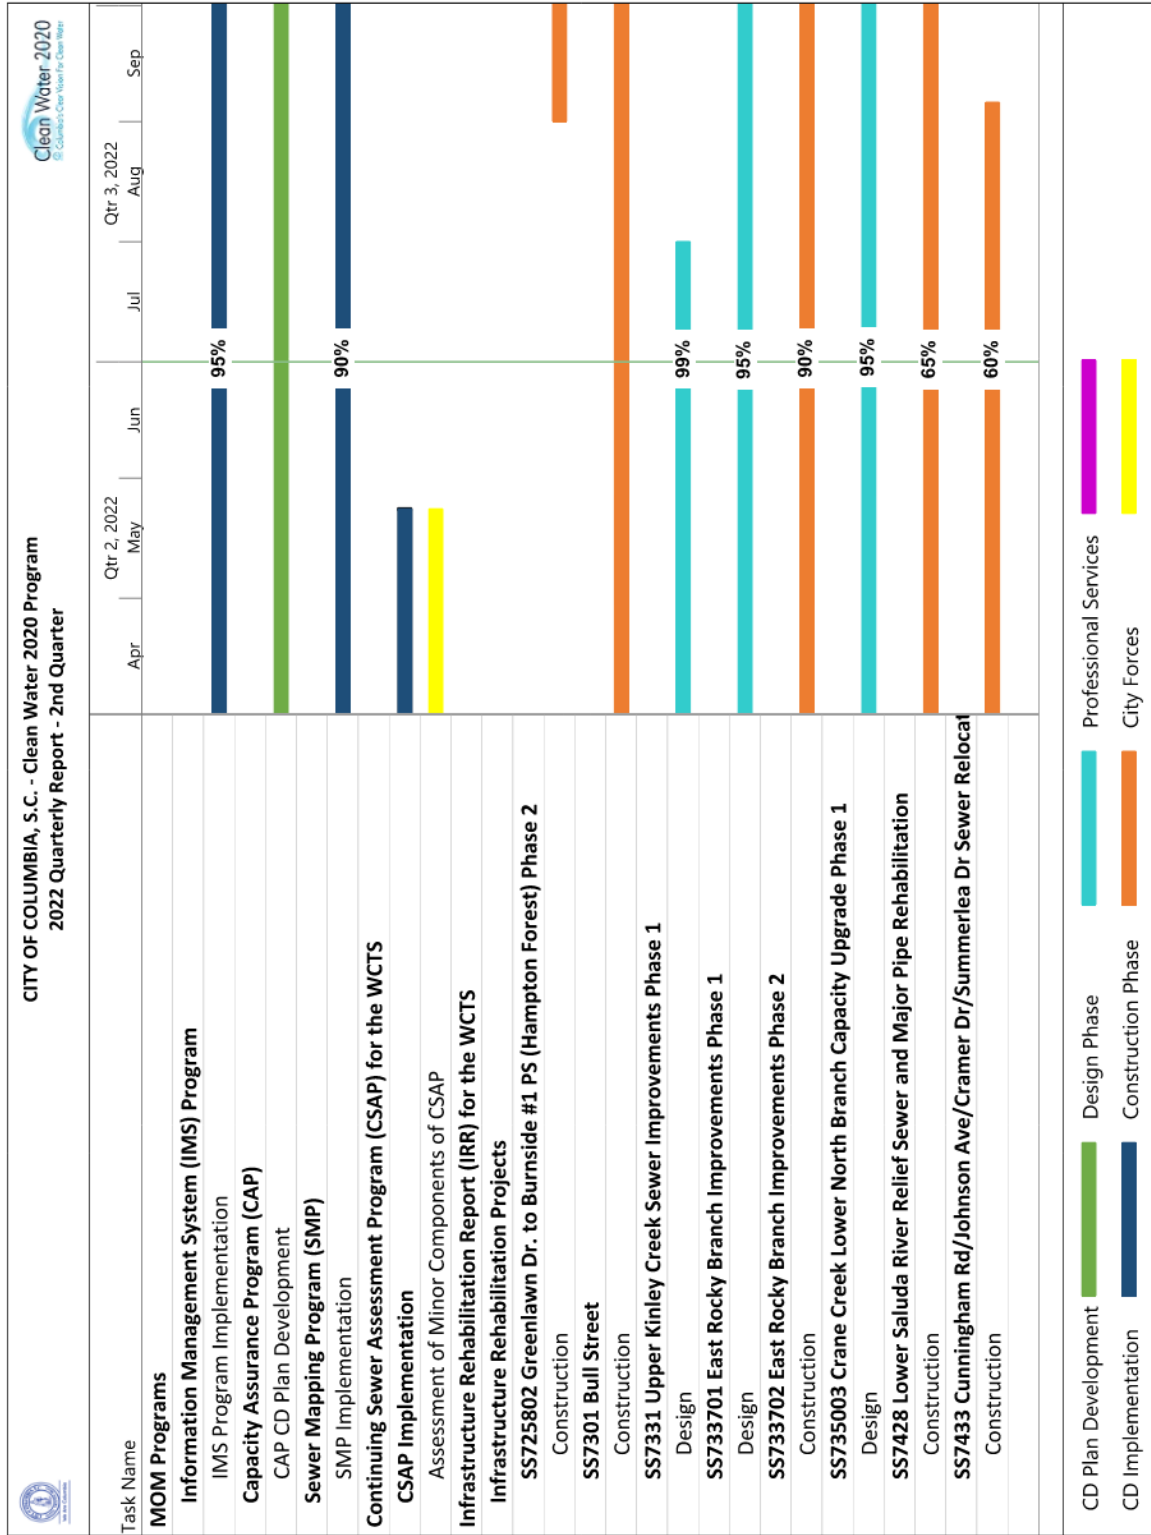 CITY OF COLUMBIA, S.C. - Clean Water 2020 Program
2022 Quarterly Report - 2nd Quarter
We Are Columbia
Clean Water 2020
Columbia's Clear Vision For Clean Water
Task Name
Qtr 2, 2022
Qtr 3, 2022
Apr
May
Jun
Jul
Aug
Sep
MOM Programs
Information Management System (IMS) Program
IMS Program Implementation
95%
Capacity Assurance Program (CAP)
CAP CD Plan Development
Sewer Mapping Program (SMP)
SMP Implementation
90%
Continuing Sewer Assessment Program (CSAP) for the WCTS
CSAP Implementation
Assessment of Minor Components of CSAP
Infrastructure Rehabilitation Report (IRR) for the WCTS
Infrastructure Rehabilitation Projects
SS725802 Greenlawn Dr. to Burnside #1 PS (Hampton Forest) Phase 2
Construction
SS7301 Bull Street
Construction
SS7331 Upper Kinley Creek Sewer Improvements Phase 1
Design
99%
SS733701 East Rocky Branch Improvements Phase 1
Design
95%
SS733702 East Rocky Branch Improvements Phase 2
Construction
90%
SS735003 Crane Creek Lower North Branch Capacity Upgrade Phase 1
Design
95%
SS7428 Lower Saluda River Relief Sewer and Major Pipe Rehabilitation
Construction
65%
SS7433 Cunningham Rd/Johnson Ave/Cramer Dr/Summerlea Dr Sewer Relocat
Construction
60%
CD Plan Development
Design Phase
Professional Services
CD Implementation
Construction Phase
City Forces